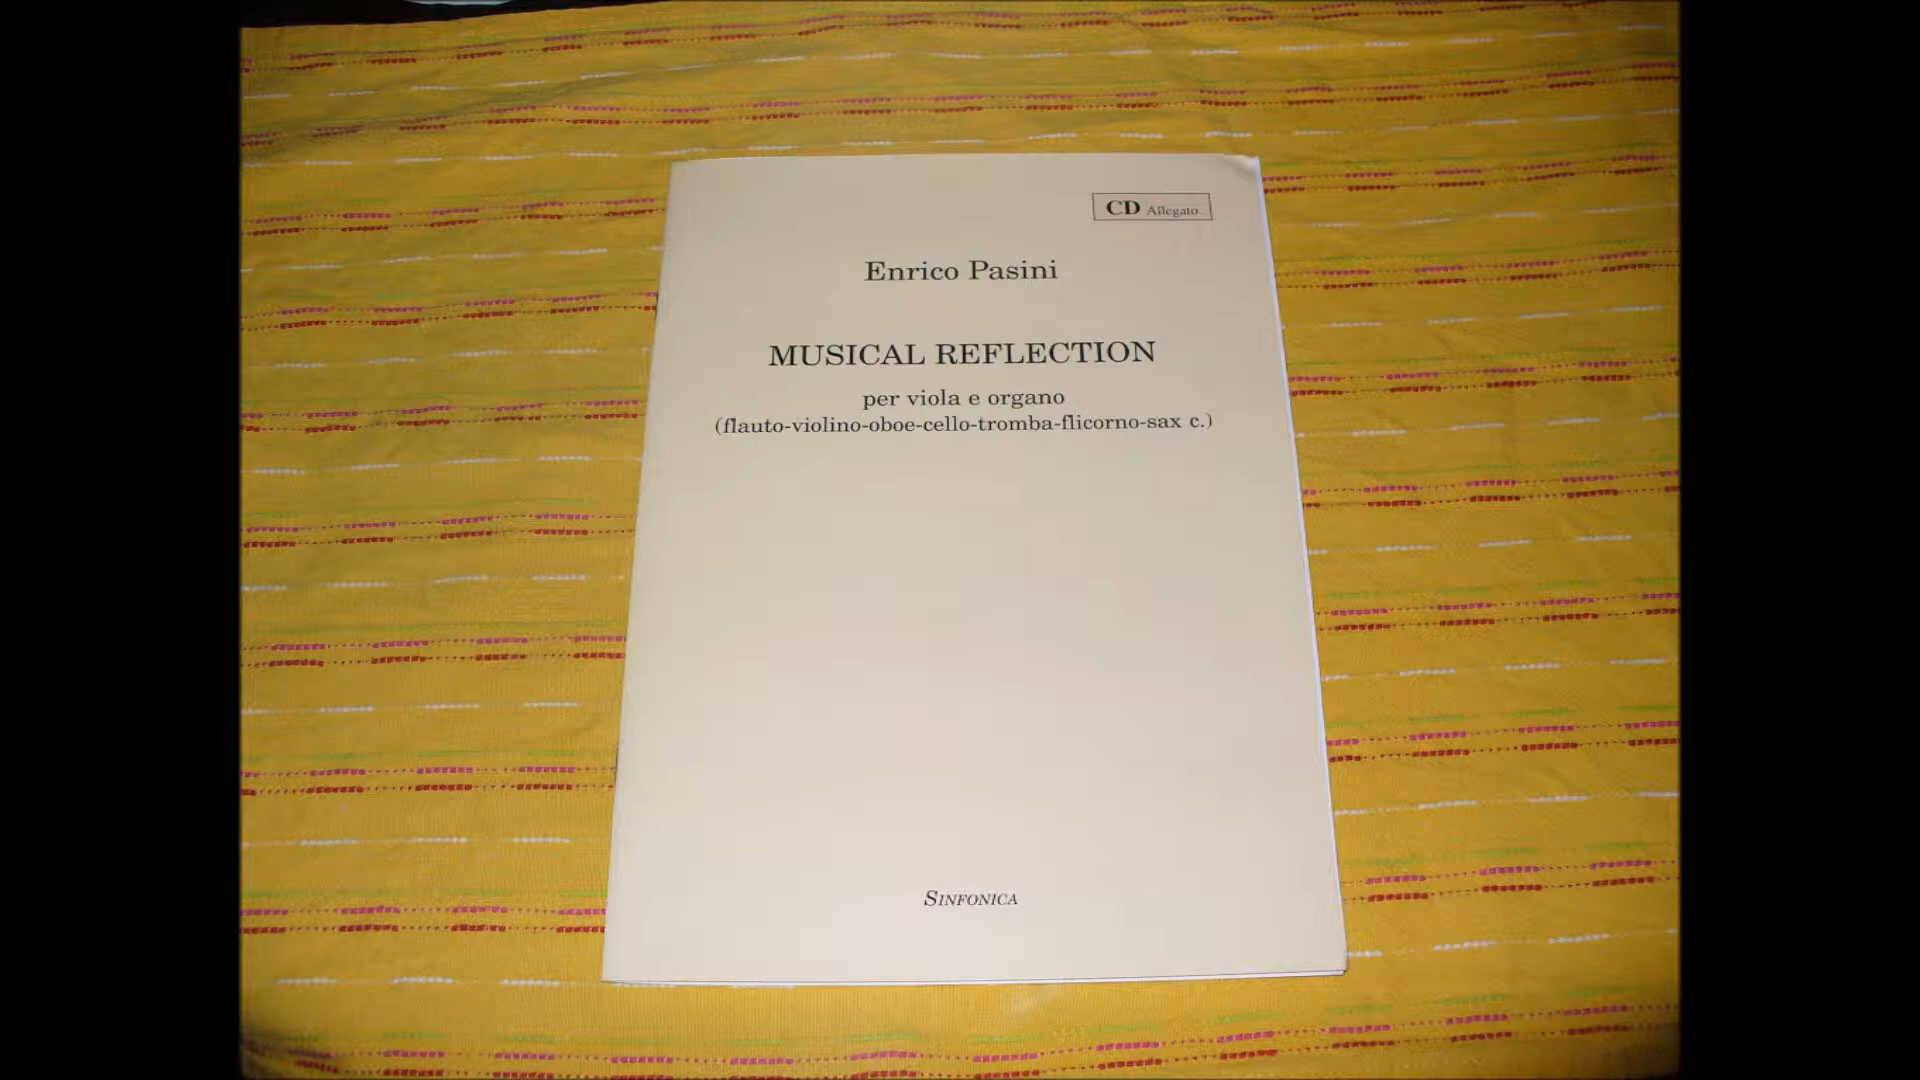 CD Allegato
Enrico Pasini
MUSICAL REFLECTION
per viola e organo
(flauto-violino-oboe-cello-tromba-flicorno-sax c.)
SINFONICA